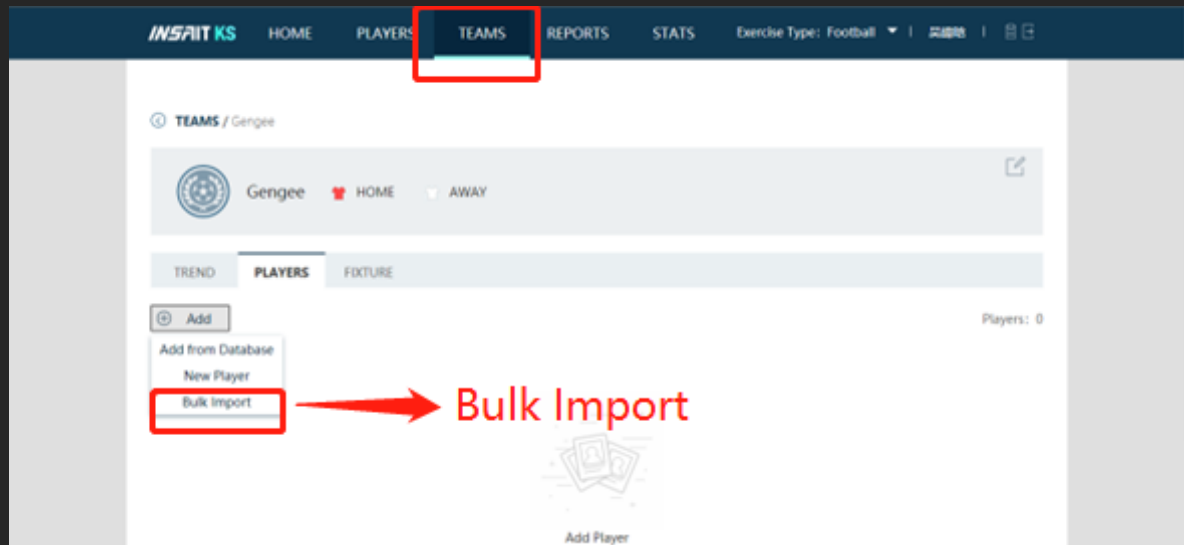 INSAIT KS HOME PLAYERS TEAMS REPORTS STATS Exercise Type: Football
TEAMS / Gengee
Gengee HOME AWAY
TREND PLAYERS FIXTURE
Add Players: 0
Add from Database
New Player
Bulk Import
Bulk Import
Add Player